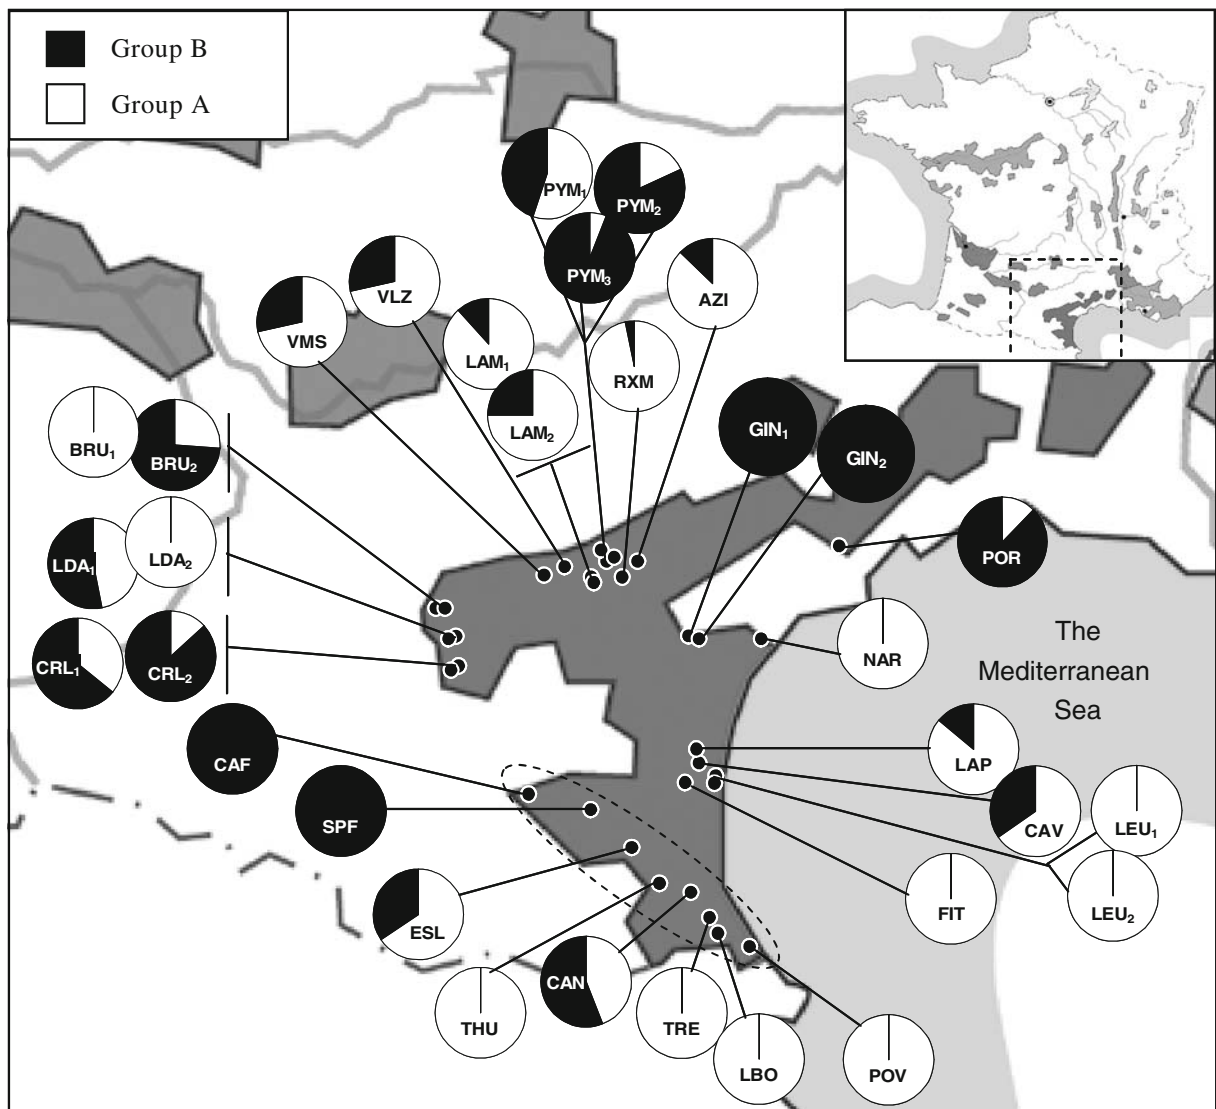 Group B
Group A
PYM1
PYM2
PYM3
AZI
VLZ
VMS
LAM1
LAM2
RXM
GIN1
GIN2
BRU1
BRU2
LDA1
LDA2
CRL1
CRL2
POR
NAR
The
Mediterranean
Sea
CAF
SPF
LAP
CAV
LEU1
LEU2
FIT
ESL
CAN
THU
TRE
LBO
POV